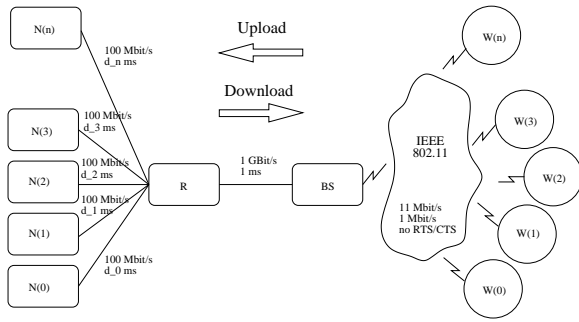 N(n)
100 Mbit/s
d_n ms
Upload
Download
W(n)
N(3)
100 Mbit/s
d_3 ms
N(2)
100 Mbit/s
d_2 ms
N(1)
100 Mbit/s
d_1 ms
N(0)
100 Mbit/s
d_0 ms
R
1 GBit/s
1 ms
BS
IEEE
802.11
11 Mbit/s
1 Mbit/s
no RTS/CTS
W(3)
W(2)
W(1)
W(0)